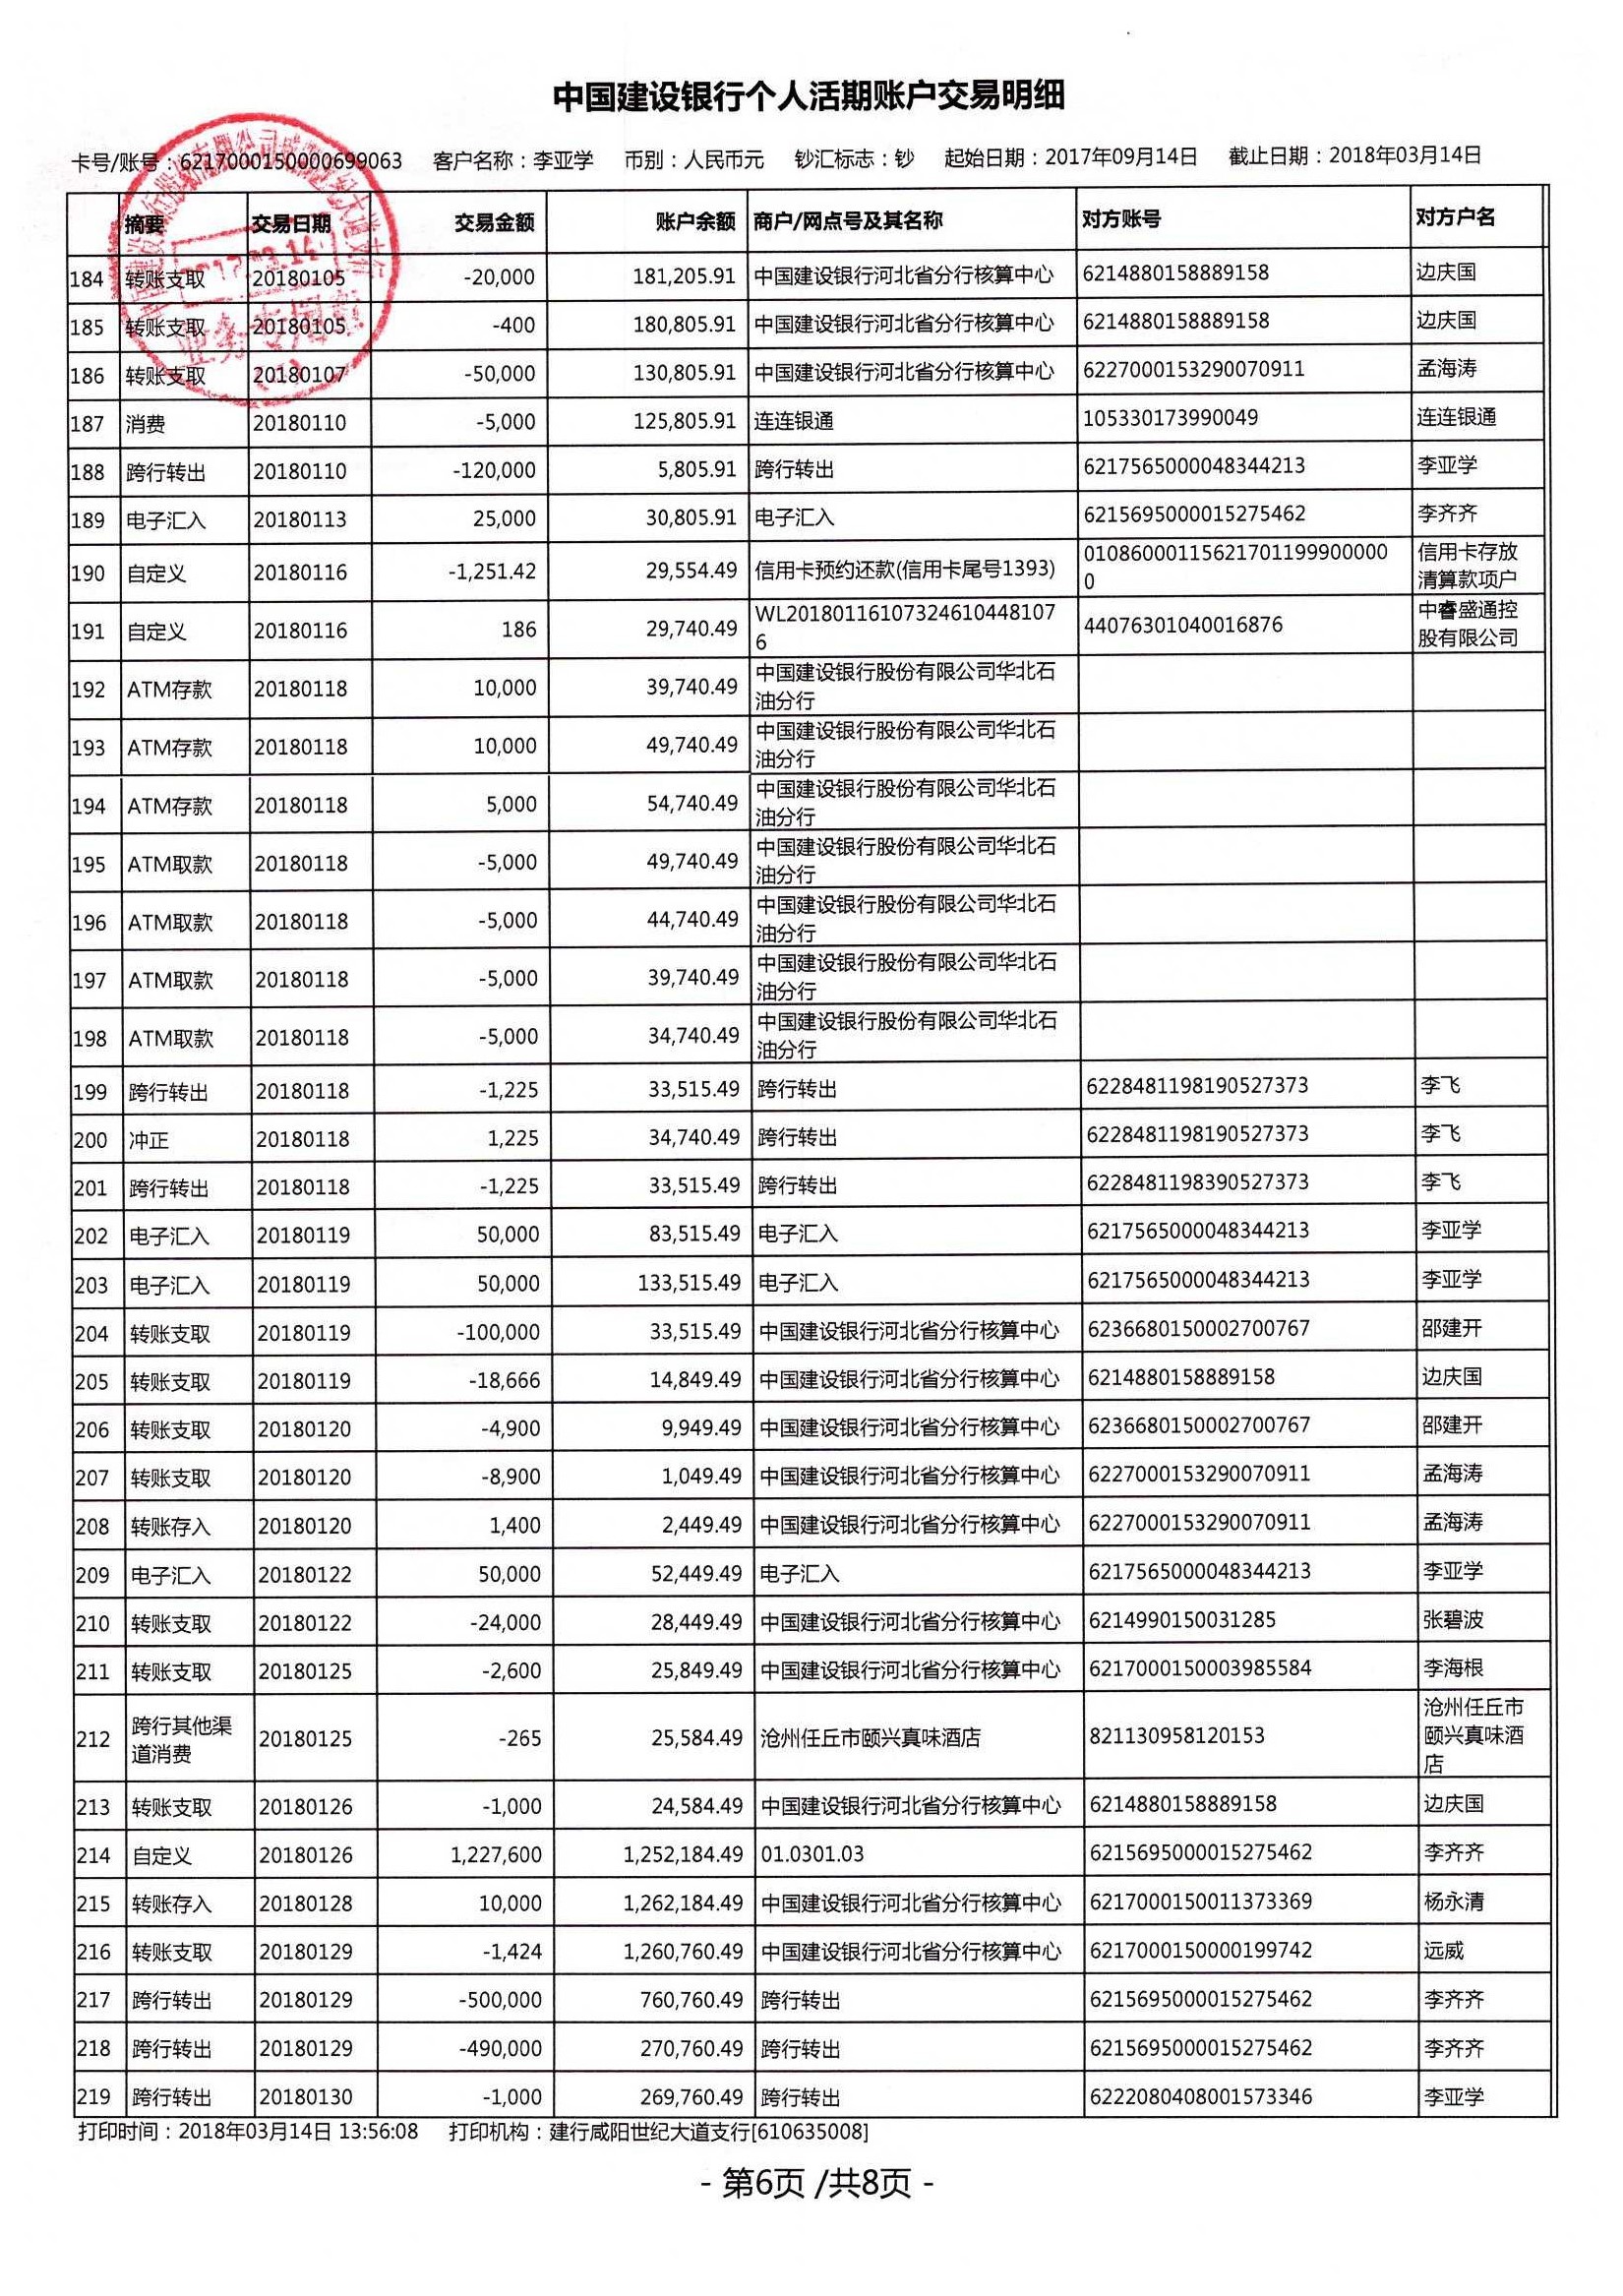 中国建设银行个人活期账户交易明细
卡号/账号：6217000150000699063 客户名称：李亚学 币别：人民币元 钞汇标志：钞 起始日期：2017年09月14日 截止日期：2018年03月14日
摘要 交易日期 交易金额 账户余额 商户/网点号及其名称 对方账号 对方户名
184 转账支取 20180105 -20,000 181,205.91 中国建设银行河北省分行核算中心 6214880158889158 边庆国
185 转账支取 20180105 -400 180,805.91 中国建设银行河北省分行核算中心 6214880158889158 边庆国
186 转账支取 20180107 -50,000 130,805.91 中国建设银行河北省分行核算中心 6227000153290070911 孟海涛
187 消费 20180110 -5,000 125,805.91 连连银通 105330173990049 连连银通
188 跨行转出 20180110 -120,000 5,805.91 跨行转出 6217565000048344213 李亚学
189 电子汇入 20180113 25,000 30,805.91 电子汇入 6215695000015275462 李齐齐
190 自定义 20180116 -1,251.42 29,554.49 信用卡预约还款(信用卡尾号1393) 010860001156217011999000000 信用卡存放
0 清算款项户
191 自定义 20180116 186 29,740.49 WL20180116107324610448107 44076301040016876 中睿盛通控
6 股有限公司
192 ATM存款 20180118 10,000 39,740.49 中国建设银行股份有限公司华北石
油分行
193 ATM存款 20180118 10,000 49,740.49 中国建设银行股份有限公司华北石
油分行
194 ATM存款 20180118 5,000 54,740.49 中国建设银行股份有限公司华北石
油分行
195 ATM取款 20180118 -5,000 49,740.49 中国建设银行股份有限公司华北石
油分行
196 ATM取款 20180118 -5,000 44,740.49 中国建设银行股份有限公司华北石
油分行
197 ATM取款 20180118 -5,000 39,740.49 中国建设银行股份有限公司华北石
油分行
198 ATM取款 20180118 -5,000 34,740.49 中国建设银行股份有限公司华北石
油分行
199 跨行转出 20180118 -1,225 33,515.49 跨行转出 6228481198190527373 李飞
200 冲正 20180118 1,225 34,740.49 跨行转出 6228481198190527373 李飞
201 跨行转出 20180118 -1,225 33,515.49 跨行转出 6228481198390527373 李飞
202 电子汇入 20180119 50,000 83,515.49 电子汇入 6217565000048344213 李亚学
203 电子汇入 20180119 50,000 133,515.49 电子汇入 6217565000048344213 李亚学
204 转账支取 20180119 -100,000 33,515.49 中国建设银行河北省分行核算中心 6236680150002700767 邵建开
205 转账支取 20180119 -18,666 14,849.49 中国建设银行河北省分行核算中心 6214880158889158 边庆国
206 转账支取 20180120 -4,900 9,949.49 中国建设银行河北省分行核算中心 6236680150002700767 邵建开
207 转账支取 20180120 -8,900 1,049.49 中国建设银行河北省分行核算中心 6227000153290070911 孟海涛
208 转账存入 20180120 1,400 2,449.49 中国建设银行河北省分行核算中心 6227000153290070911 孟海涛
209 电子汇入 20180122 50,000 52,449.49 电子汇入 6217565000048344213 李亚学
210 转账支取 20180122 -24,000 28,449.49 中国建设银行河北省分行核算中心 6214990150031285 张碧波
211 转账支取 20180125 -2,600 25,849.49 中国建设银行河北省分行核算中心 6217000150003985584 李海根
212 跨行其他渠道消费 20180125 -265 25,584.49 沧州任丘市颐兴真味酒店 821130958120153 沧州任丘市
颐兴真味酒
店
213 转账支取 20180126 -1,000 24,584.49 中国建设银行河北省分行核算中心 6214880158889158 边庆国
214 自定义 20180126 1,227,600 1,252,184.49 01.0301.03 6215695000015275462 李齐齐
215 转账存入 20180128 10,000 1,262,184.49 中国建设银行河北省分行核算中心 6217000150011373369 杨永清
216 转账支取 20180129 -1,424 1,260,760.49 中国建设银行河北省分行核算中心 6217000150000199742 远威
217 跨行转出 20180129 -500,000 760,760.49 跨行转出 6215695000015275462 李齐齐
218 跨行转出 20180129 -490,000 270,760.49 跨行转出 6215695000015275462 李齐齐
219 跨行转出 20180130 -1,000 269,760.49 跨行转出 6222080408001573346 李亚学
打印时间：2018年03月14日 13:56:08 打印机构：建行咸阳世纪大道支行[610635008]
- 第6页 /共8页 -